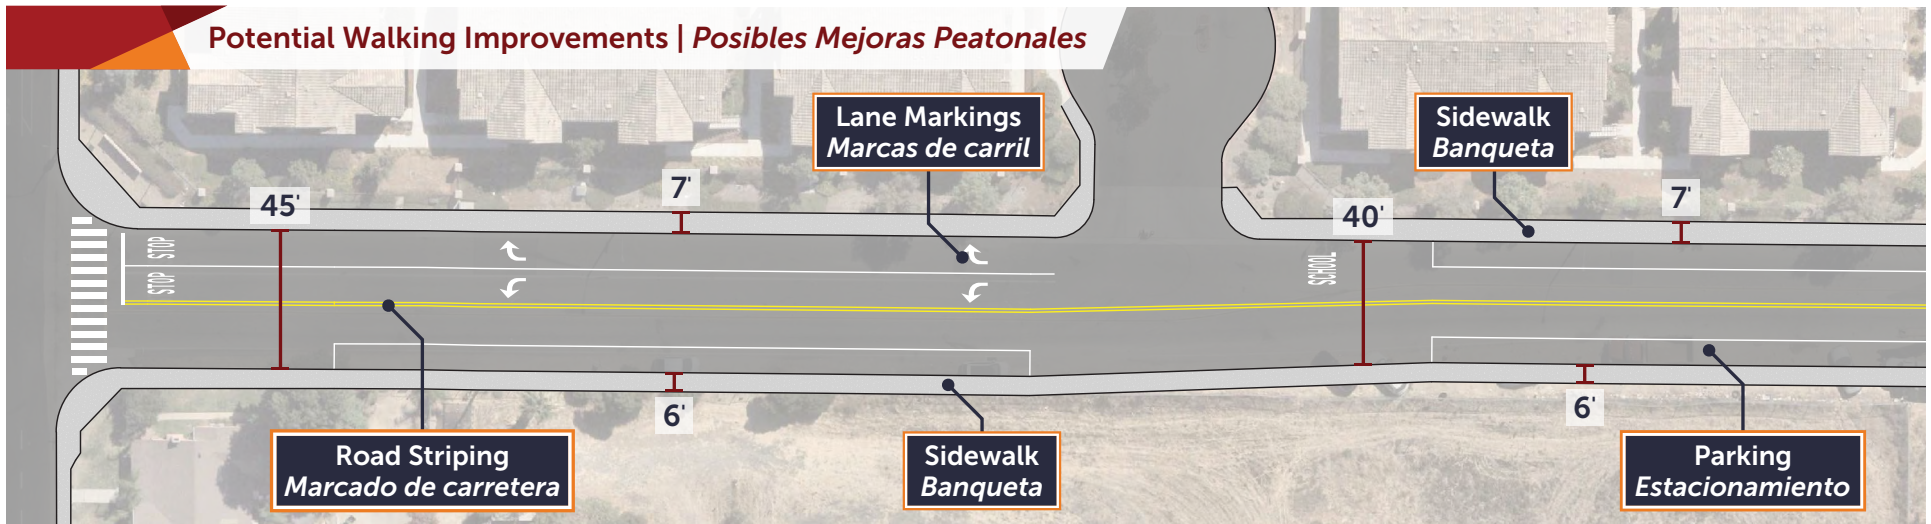 Potential Walking Improvements | Posibles Mejoras Peatonales
Lane Markings
Marcas de carril
Sidewalk
Banqueta
45'
7'
40'
7'
STOP
STOP
SCHOOL
6'
6'
Road Striping
Marcado de carretera
Sidewalk
Banqueta
Parking
Estacionamiento